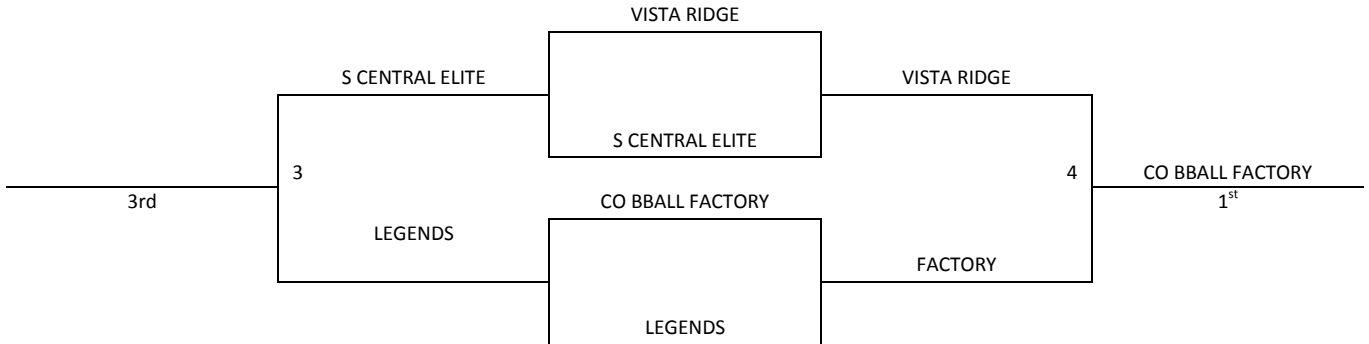 VISTA RIDGE
S CENTRAL ELITE
VISTA RIDGE
S CENTRAL ELITE
3
4
CO BBALL FACTORY
3rd
CO BBALL FACTORY
1st
LEGENDS
FACTORY
LEGENDS